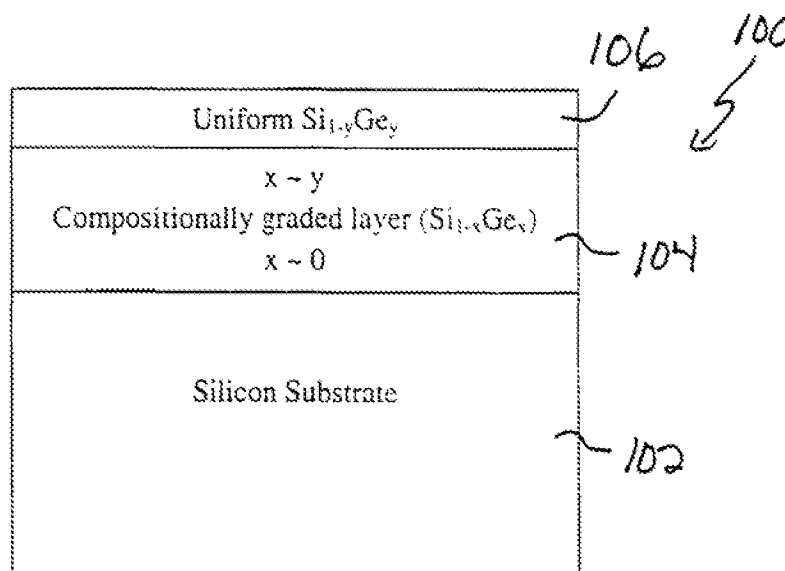 100
106
Uniform Si₁₋yGey
x ~ y
Compositionally graded layer (Si₁₋ₓGeₓ)
104
x ~ 0
Silicon Substrate
102